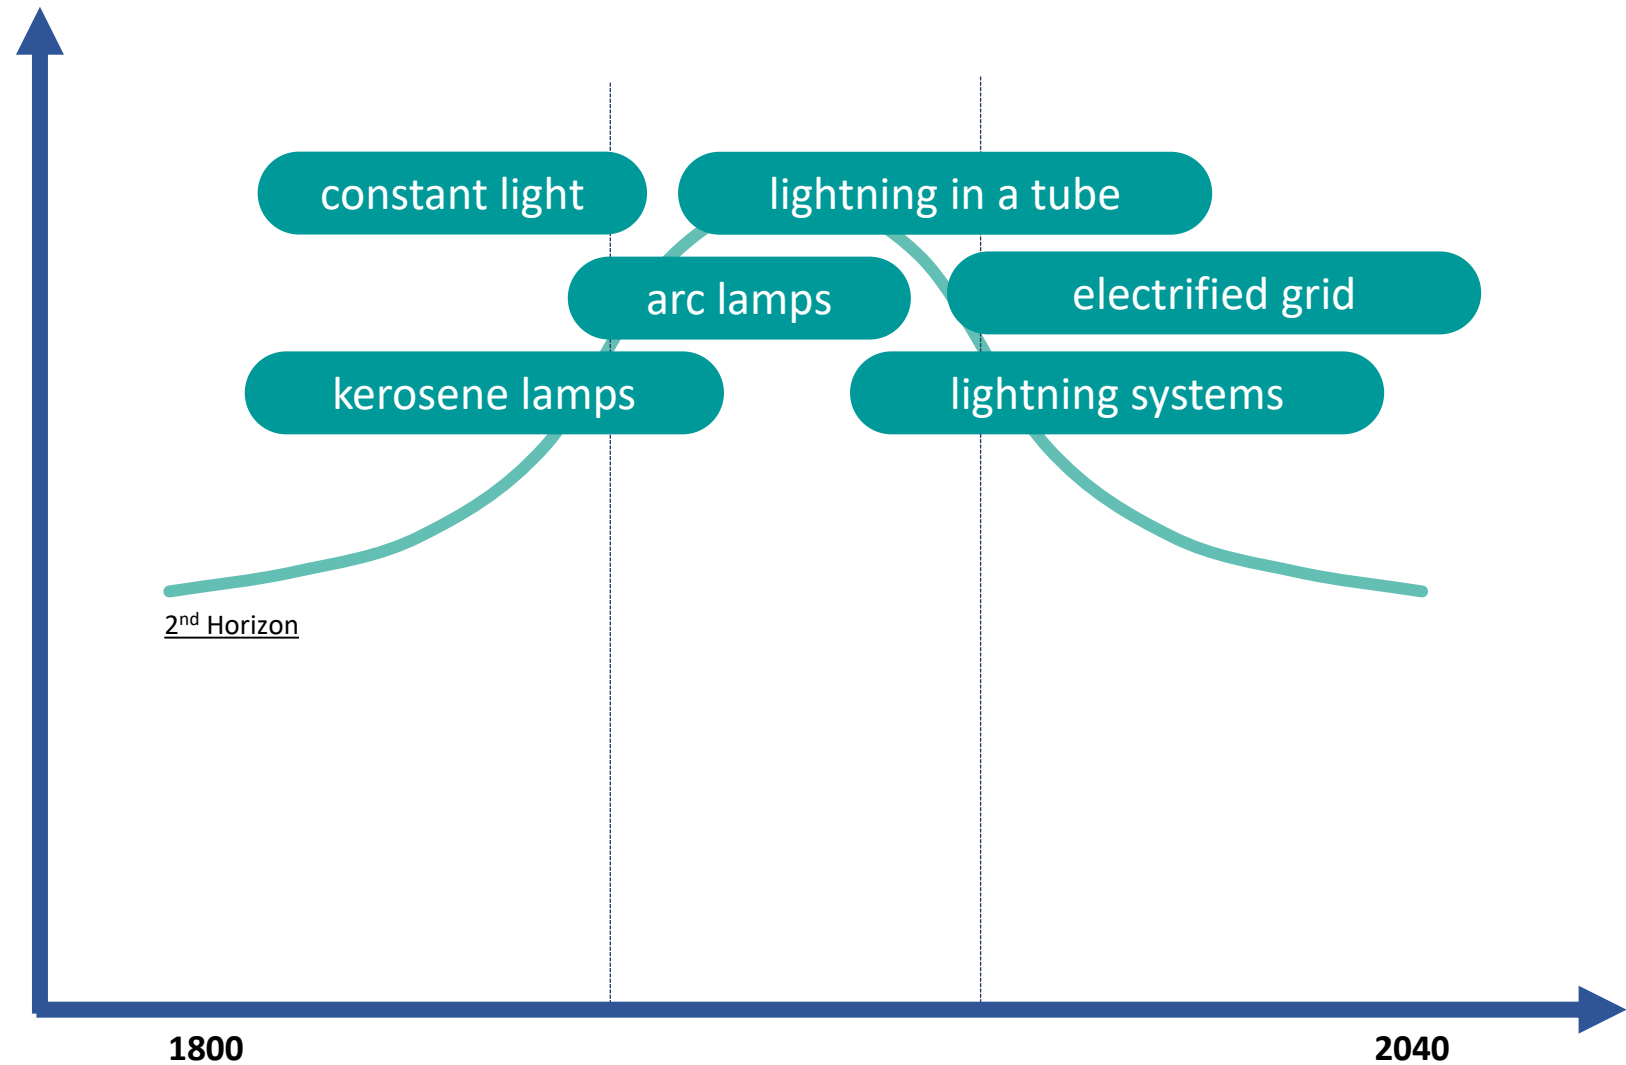 constant light
lightning in a tube
electrified grid
arc lamps
kerosene lamps
lightning systems
2nd Horizon
1800
2040